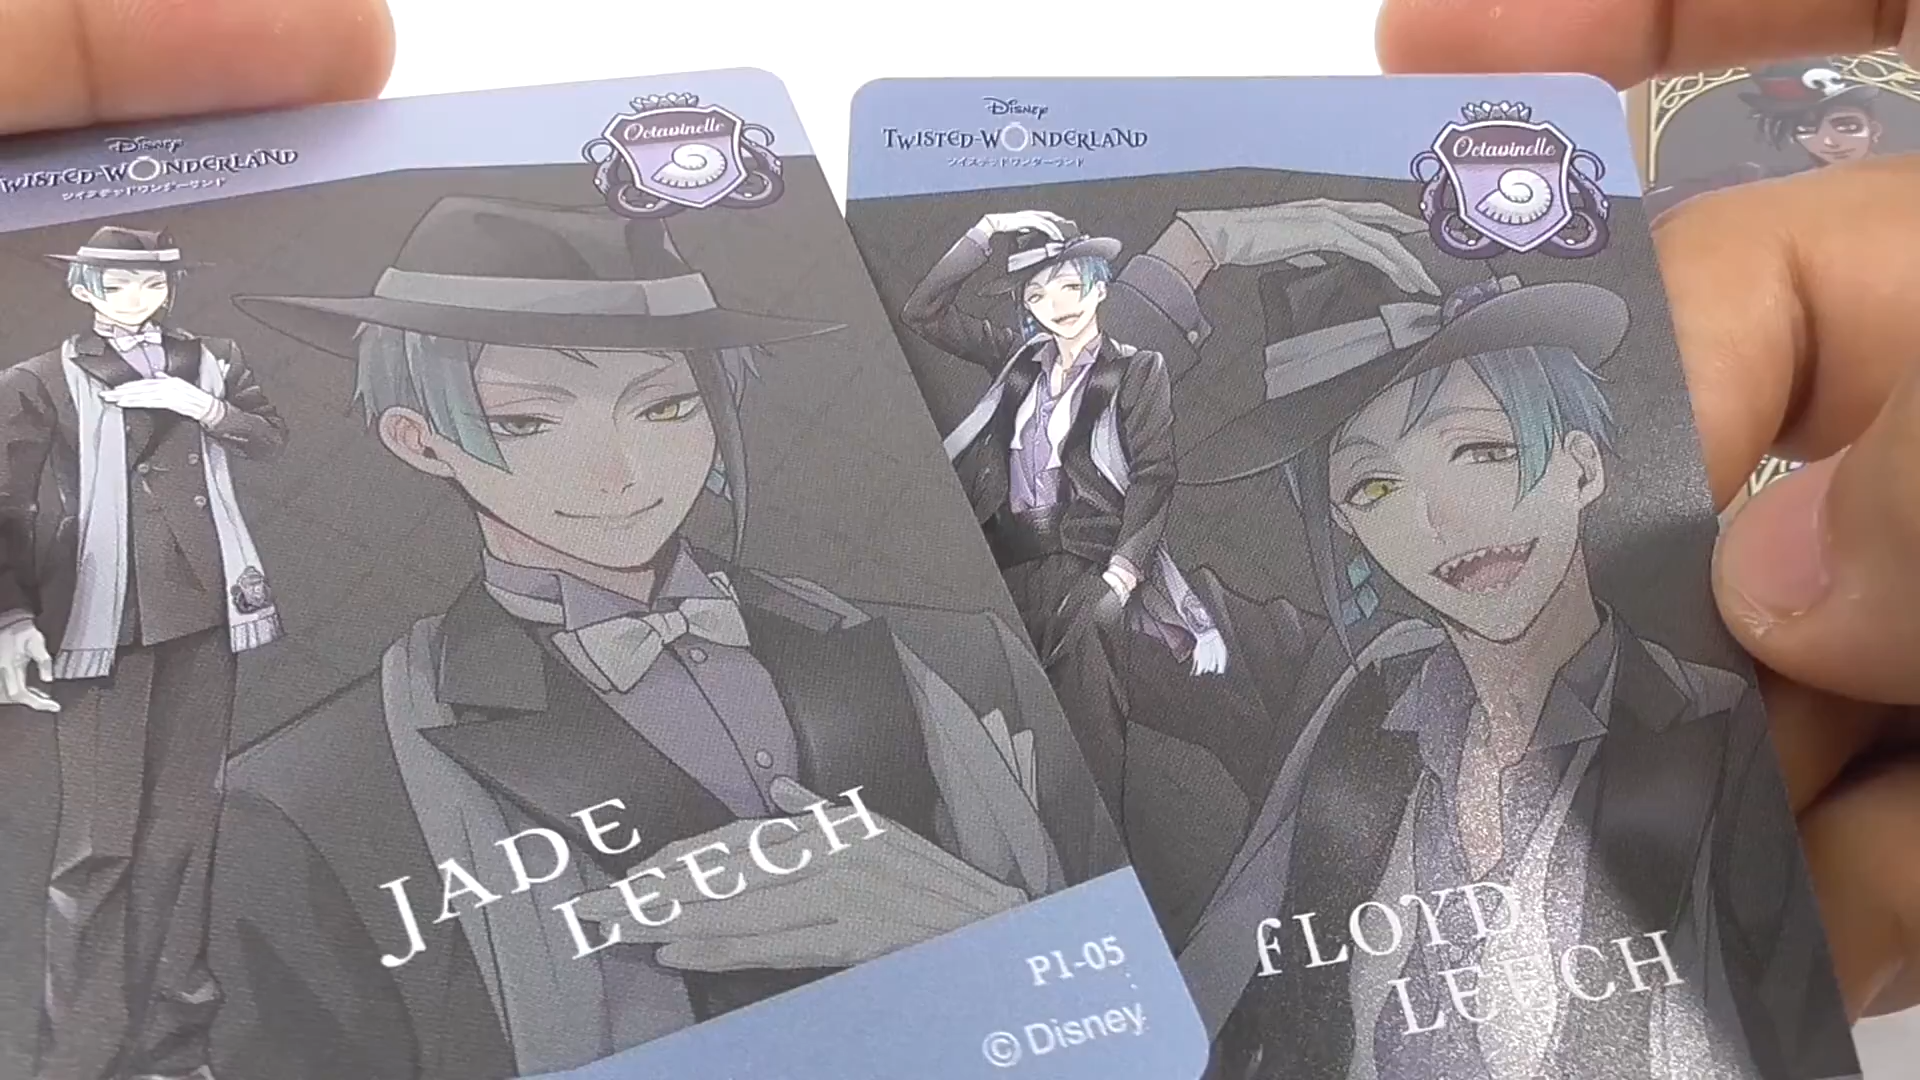 Disney
TWISTED-WONDERLAND
ツイステッドワンダーランド
Octavinelle
JADE
LEECH
P1-05
© Disney
Disney
TWISTED-WONDERLAND
ツイステッドワンダーランド
Octavinelle
FLOYD
LEECH